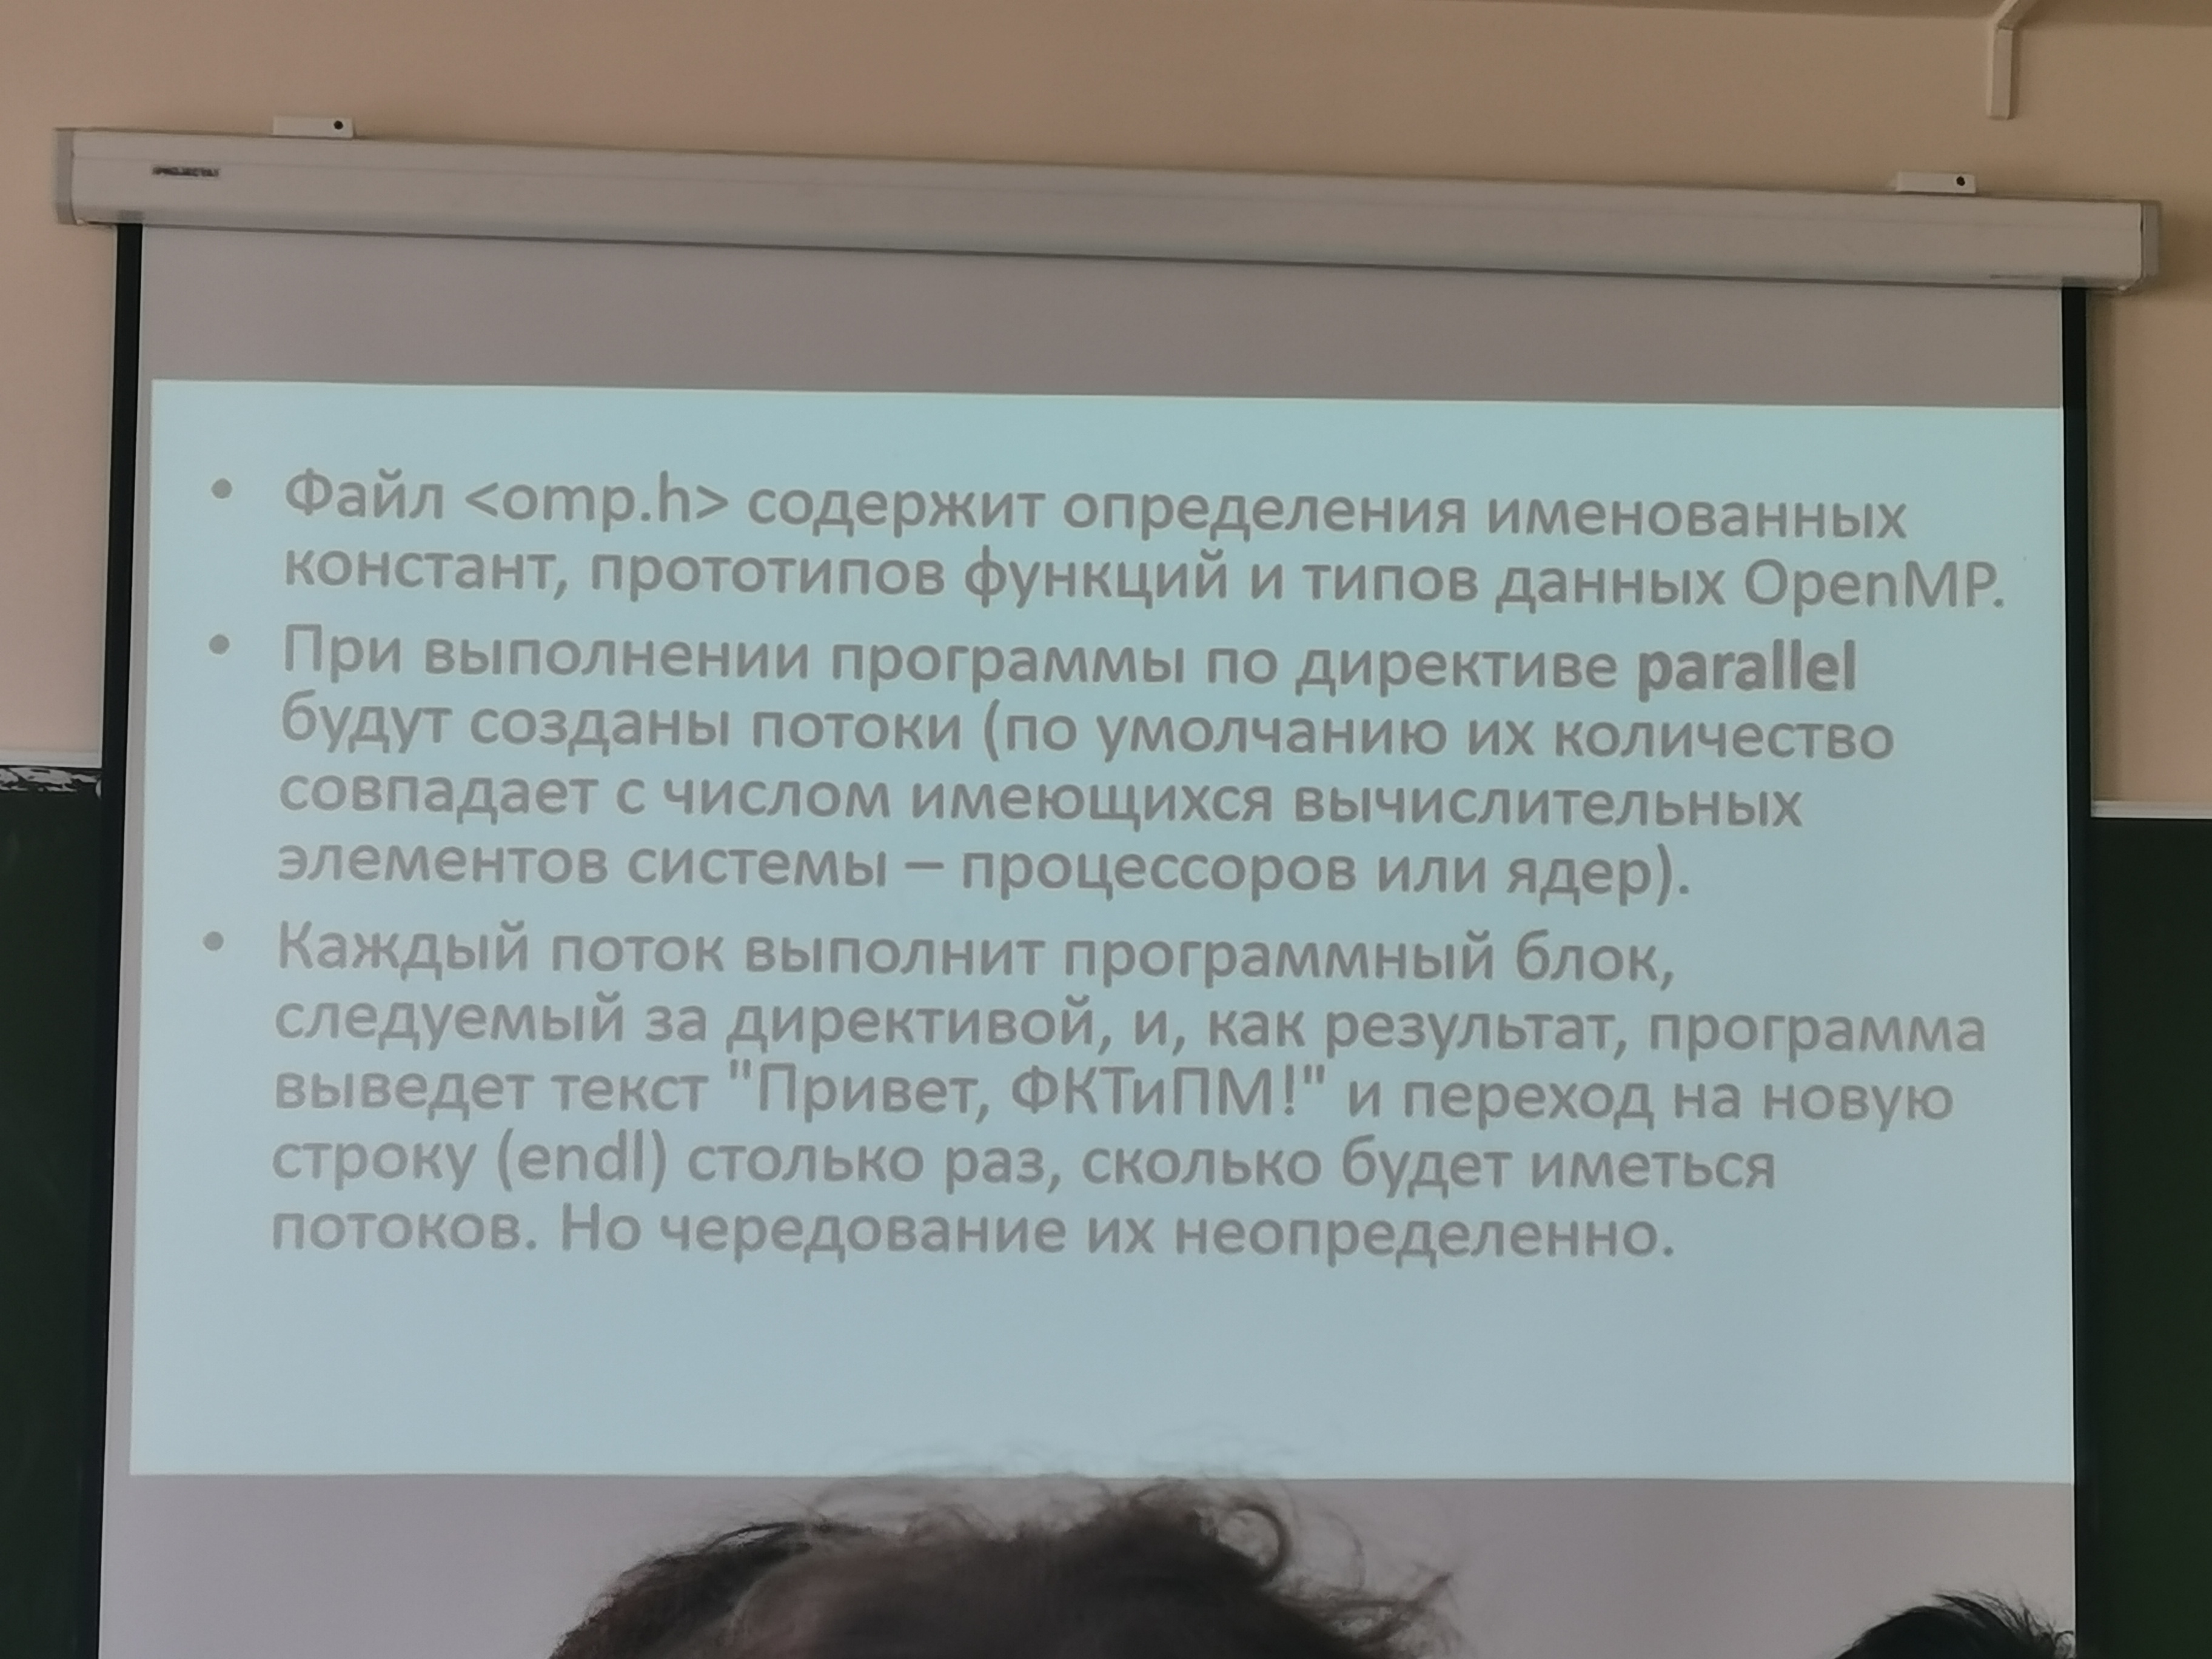 PROJECTA
• Файл <omp.h> содержит определения именованных
констант, прототипов функций и типов данных OpenMP.
• При выполнении программы по директиве parallel
будут созданы потоки (по умолчанию их количество
совпадает с числом имеющихся вычислительных
элементов системы – процессоров или ядер).
• Каждый поток выполнит программный блок,
следуемый за директивой, и, как результат, программа
выведет текст "Привет, ФКТиПМ!" и переход на новую
строку (endl) столько раз, сколько будет иметься
потоков. Но чередование их неопределенно.